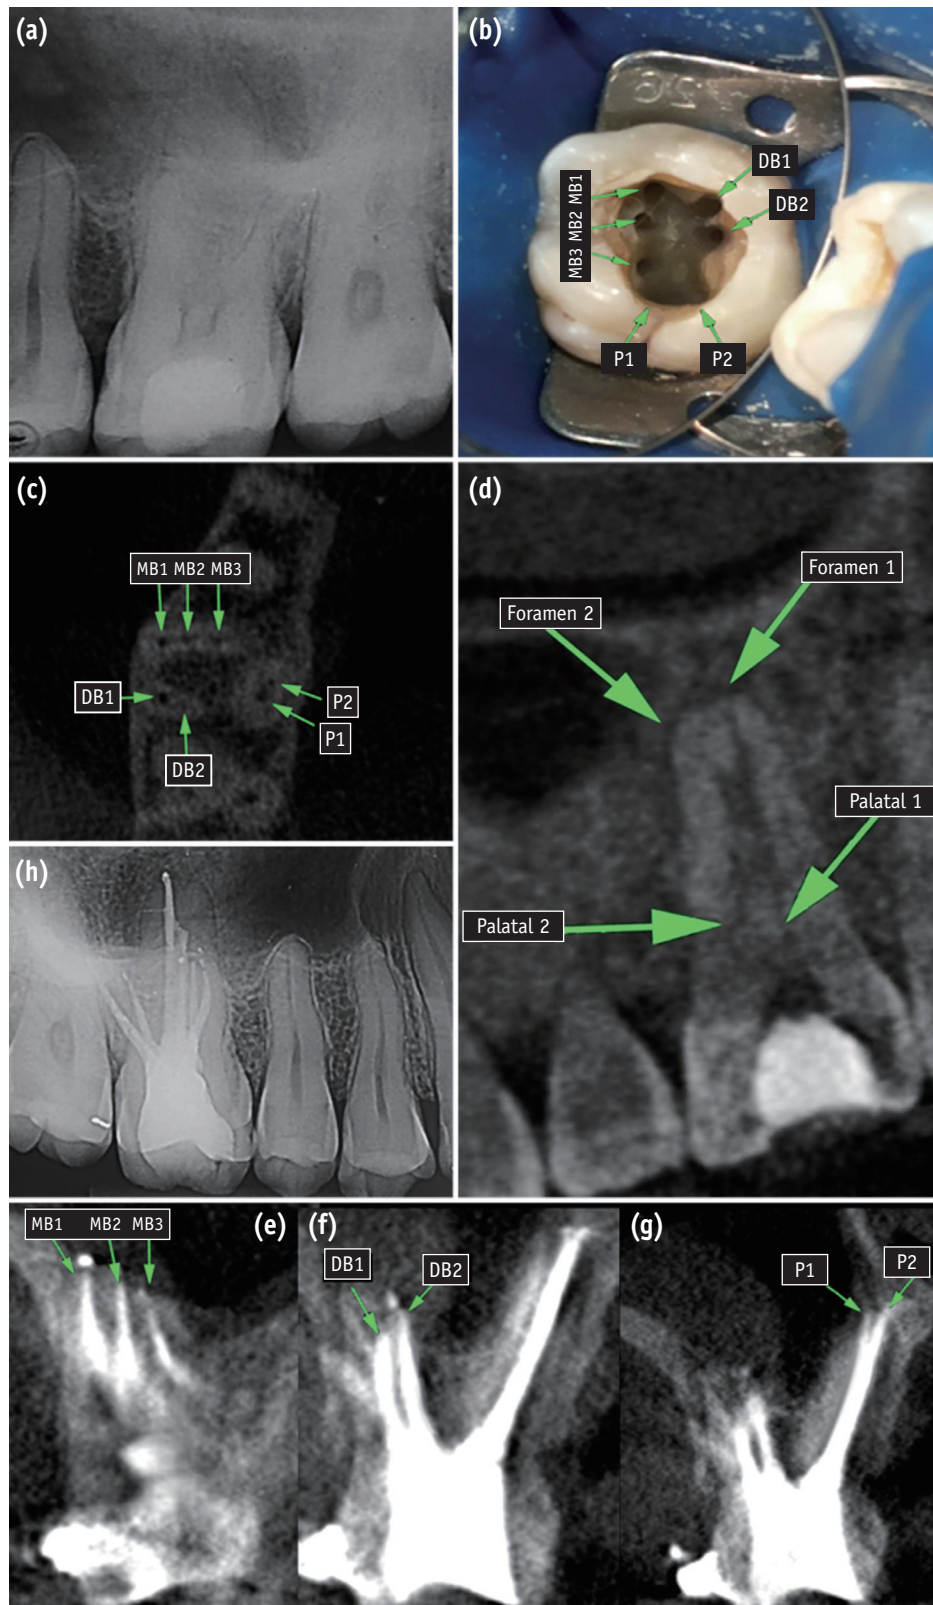 (a)
(b)
DB1
DB2
MB3 MB2 MB1
P1
P2
(c)
MB1 MB2 MB3
DB1
DB2
P2
P1
(d)
Foramen 1
Foramen 2
Palatal 1
Palatal 2
(h)
(e)
MB1 MB2 MB3
(f)
DB1
DB2
(g)
P1
P2